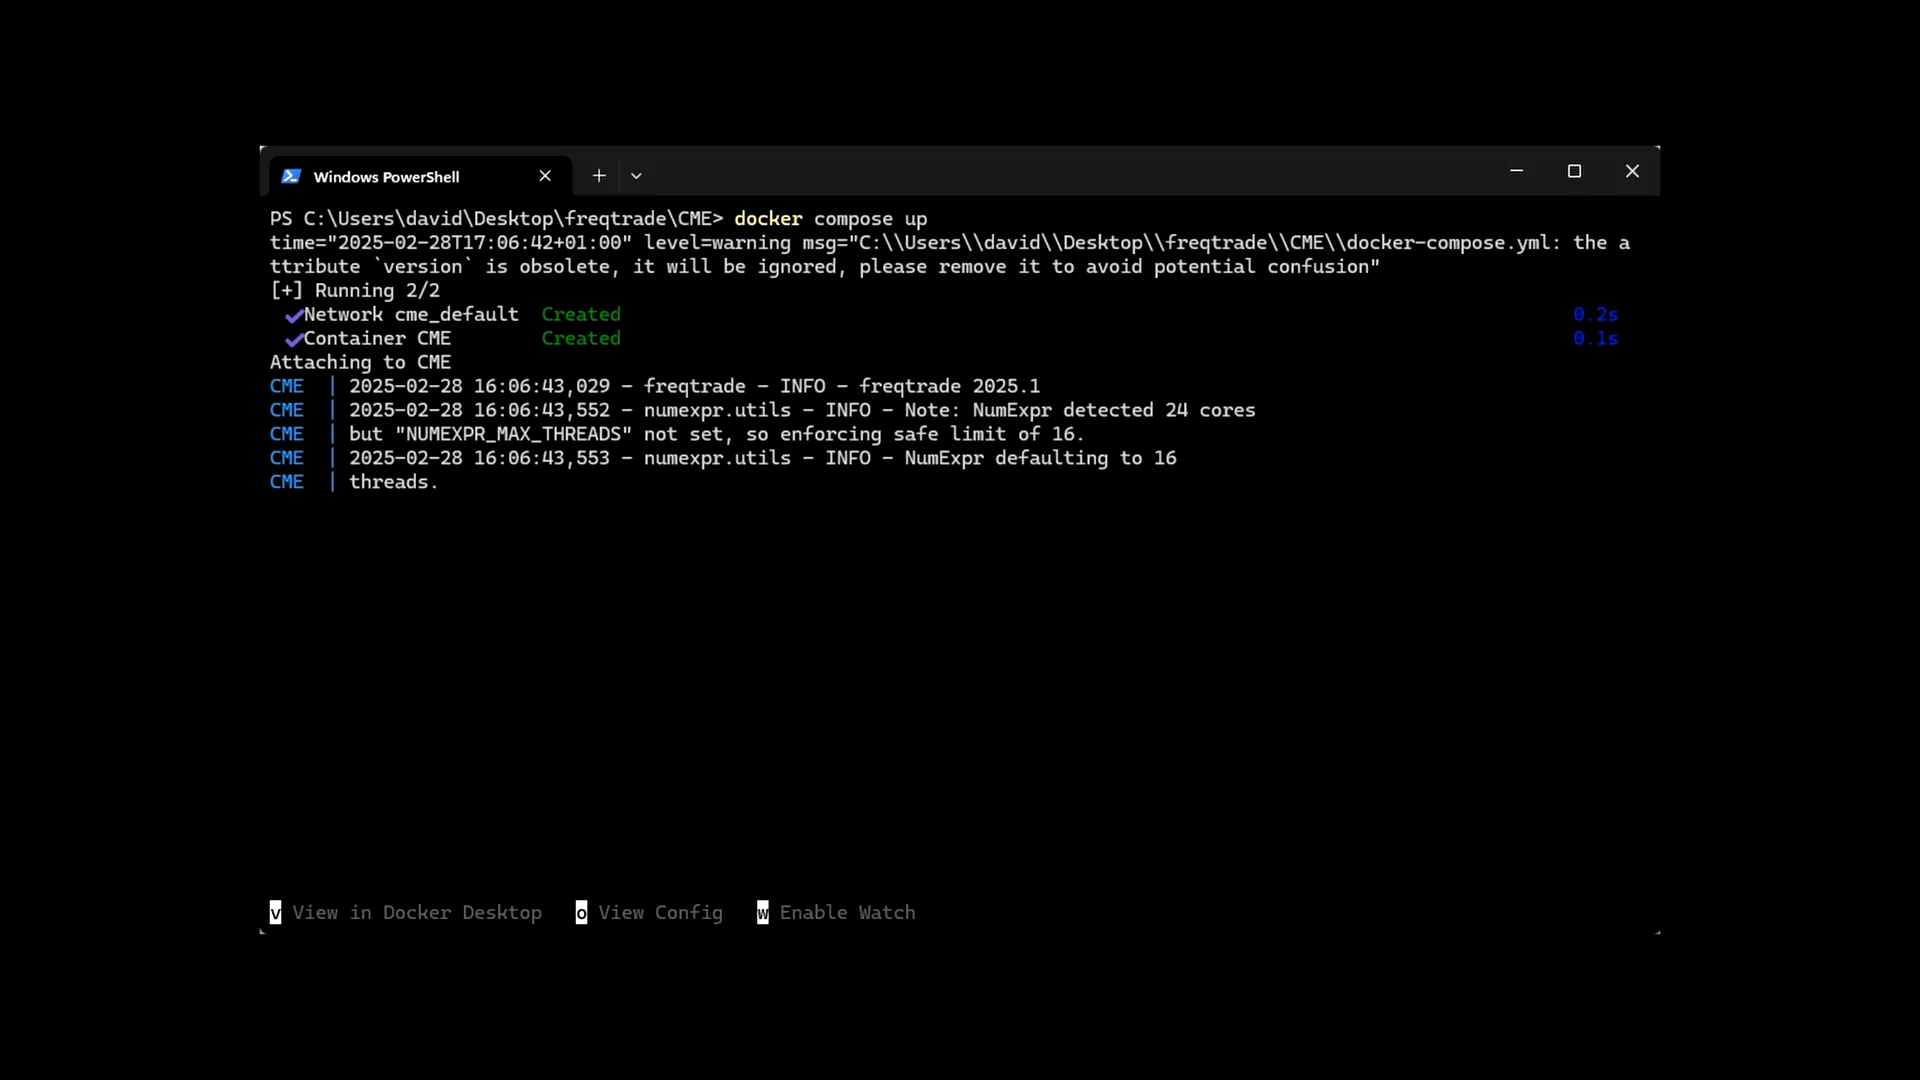 Windows PowerShell
PS C:\Users\david\Desktop\freqtrade\CME> docker compose up
time="2025-02-28T17:06:42+01:00" level=warning msg="C:\\Users\\david\\Desktop\\freqtrade\\CME\\docker-compose.yml: the a
ttribute `version` is obsolete, it will be ignored, please remove it to avoid potential confusion"
[+] Running 2/2
✔Network cme_default  Created  0.2s
✔Container CME  Created  0.1s
Attaching to CME
CME  | 2025-02-28 16:06:43,029 - freqtrade - INFO - freqtrade 2025.1
CME  | 2025-02-28 16:06:43,552 - numexpr.utils - INFO - Note: NumExpr detected 24 cores
CME  | but "NUMEXPR_MAX_THREADS" not set, so enforcing safe limit of 16.
CME  | 2025-02-28 16:06:43,553 - numexpr.utils - INFO - NumExpr defaulting to 16
CME  | threads.
v View in Docker Desktop   o View Config   w Enable Watch